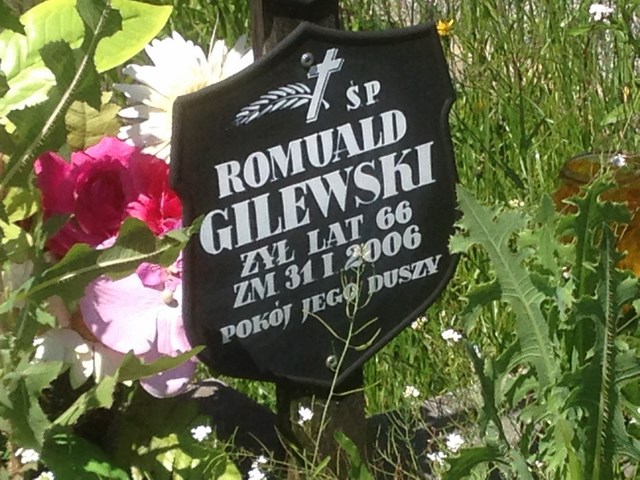 ŚP
ROMUALD
GILEWSKI
ŻYŁ LAT 66
ZM 31 I 2006
POKÓJ JEGO DUSZY